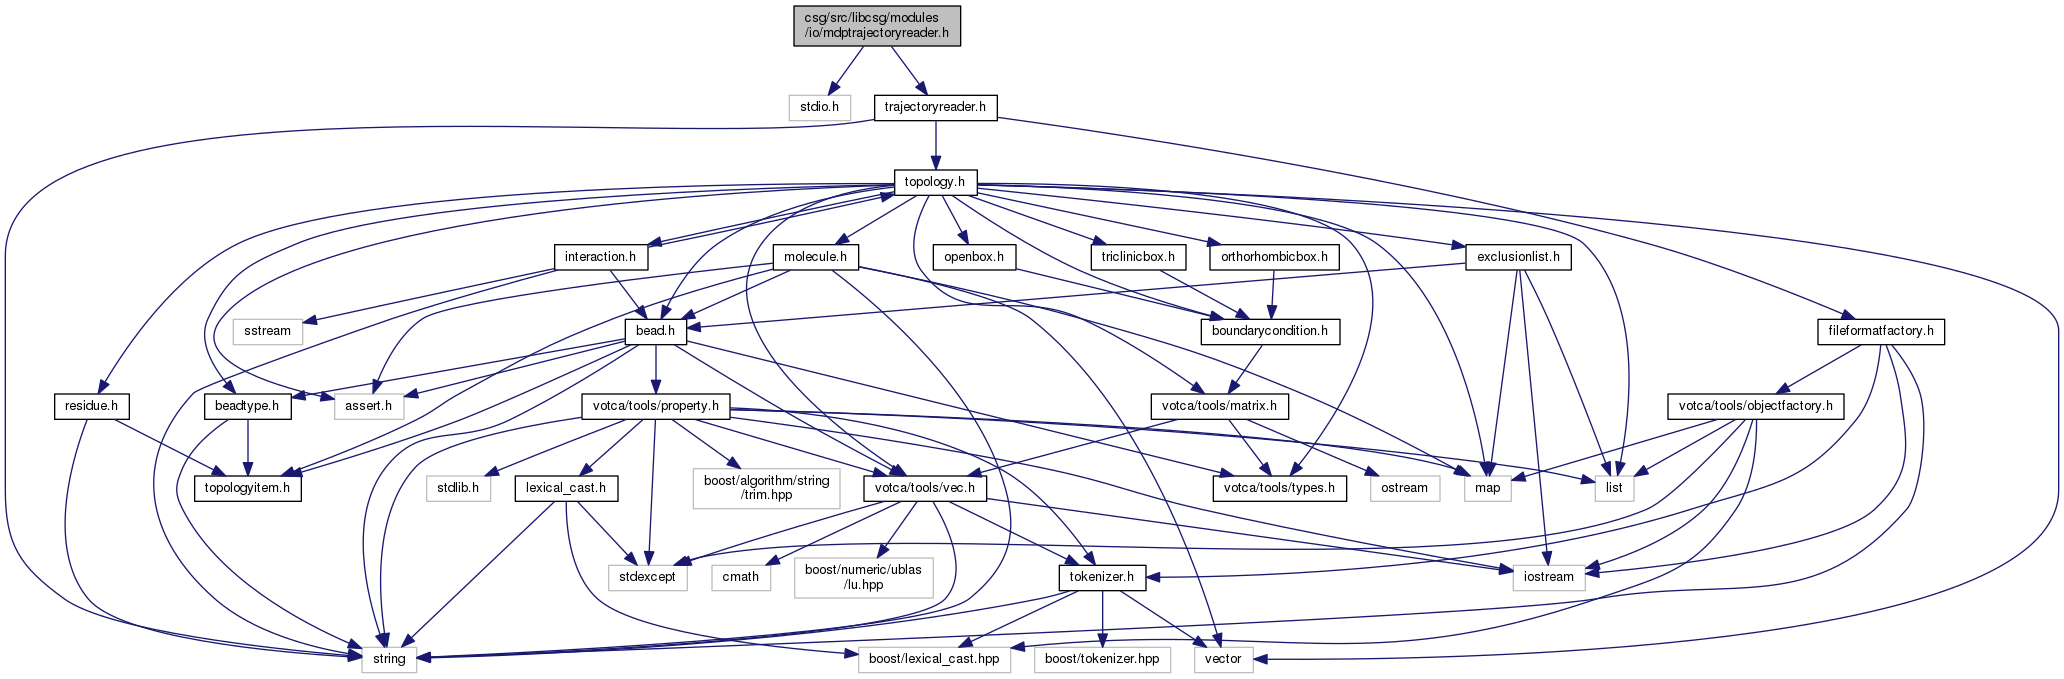 csg/src/libcsg/modules
/io/mdptrajectoryreader.h
stdio.h
trajectoryreader.h
topology.h
interaction.h
molecule.h
openbox.h
triclinicbox.h
orthorhombicbox.h
exclusionlist.h
sstream
bead.h
boundarycondition.h
fileformatfactory.h
residue.h
beadtype.h
assert.h
votca/tools/property.h
votca/tools/matrix.h
votca/tools/objectfactory.h
topologyitem.h
stdlib.h
lexical_cast.h
boost/algorithm/string
/trim.hpp
votca/tools/vec.h
votca/tools/types.h
ostream
map
list
stdexcept
cmath
boost/numeric/ublas
/lu.hpp
tokenizer.h
iostream
string
boost/lexical_cast.hpp
boost/tokenizer.hpp
vector